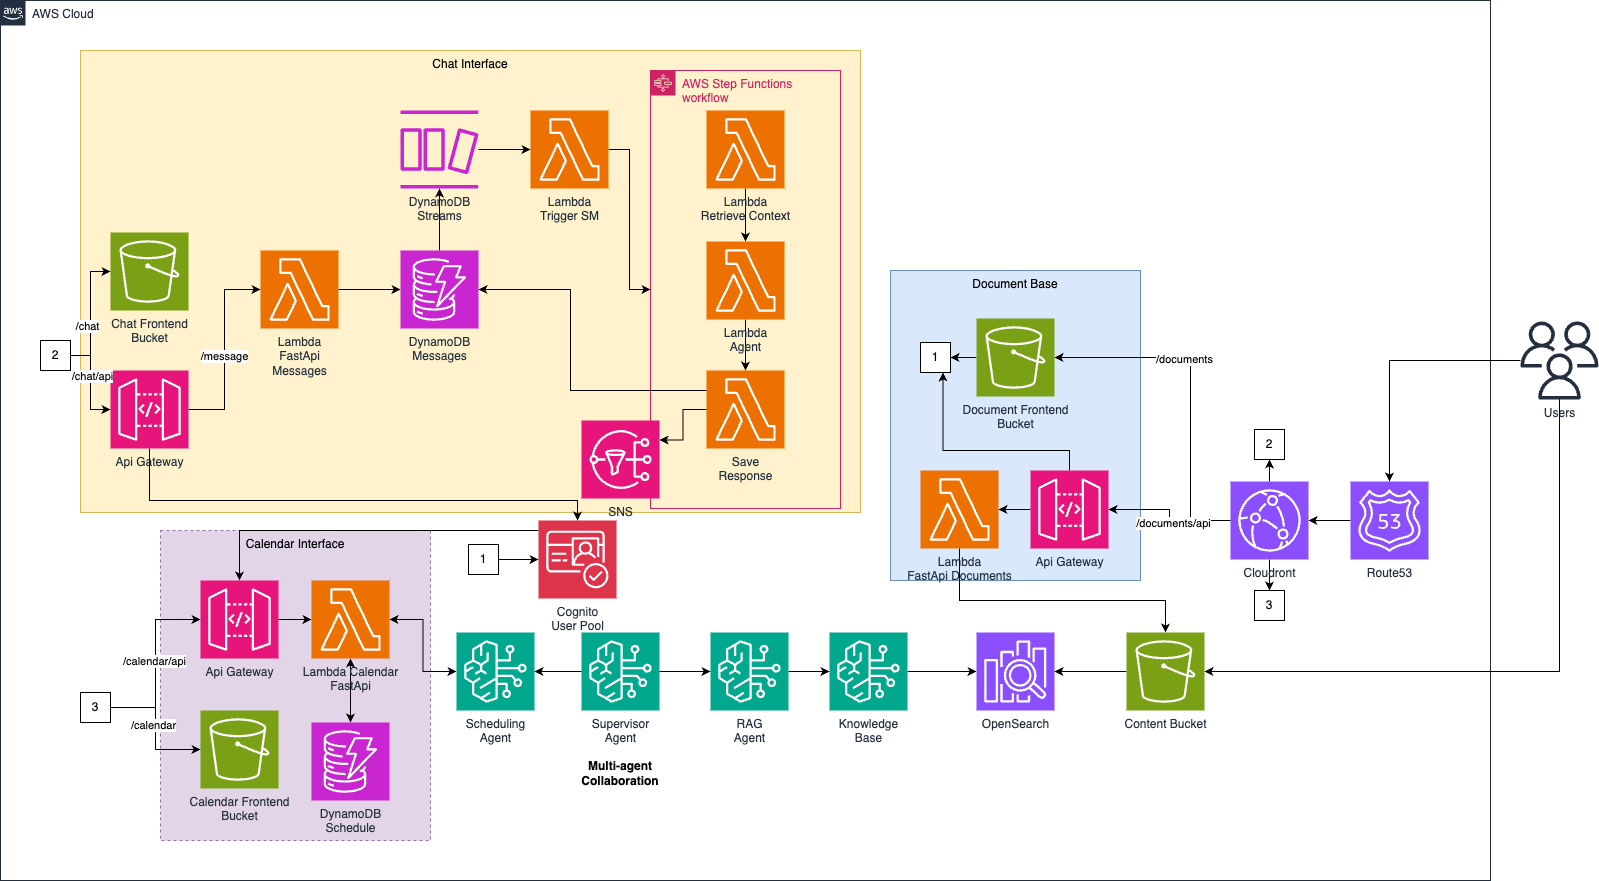 aws
AWS Cloud
Chat Interface
AWS Step Functions
workflow
Lambda
Retrieve Context
DynamoDB
Streams
Lambda
Trigger SM
Chat Frontend
Bucket
/chat
2
/chat/api
/message
Lambda
FastApi
Messages
DynamoDB
Messages
Lambda
Agent
Api Gateway
Save
Response
SNS
Document Base
1
/documents
Document Frontend
Bucket
Users
2
Lambda
FastApi Documents
Api Gateway
/documents/api
Cloudront
53
Route53
3
Calendar Interface
1
Cognito
User Pool
Api Gateway
Lambda Calendar
FastApi
/calendar/api
3
/calendar
Calendar Frontend
Bucket
DynamoDB
Schedule
Scheduling
Agent
Supervisor
Agent
RAG
Agent
Knowledge
Base
OpenSearch
Content Bucket
Multi-agent
Collaboration